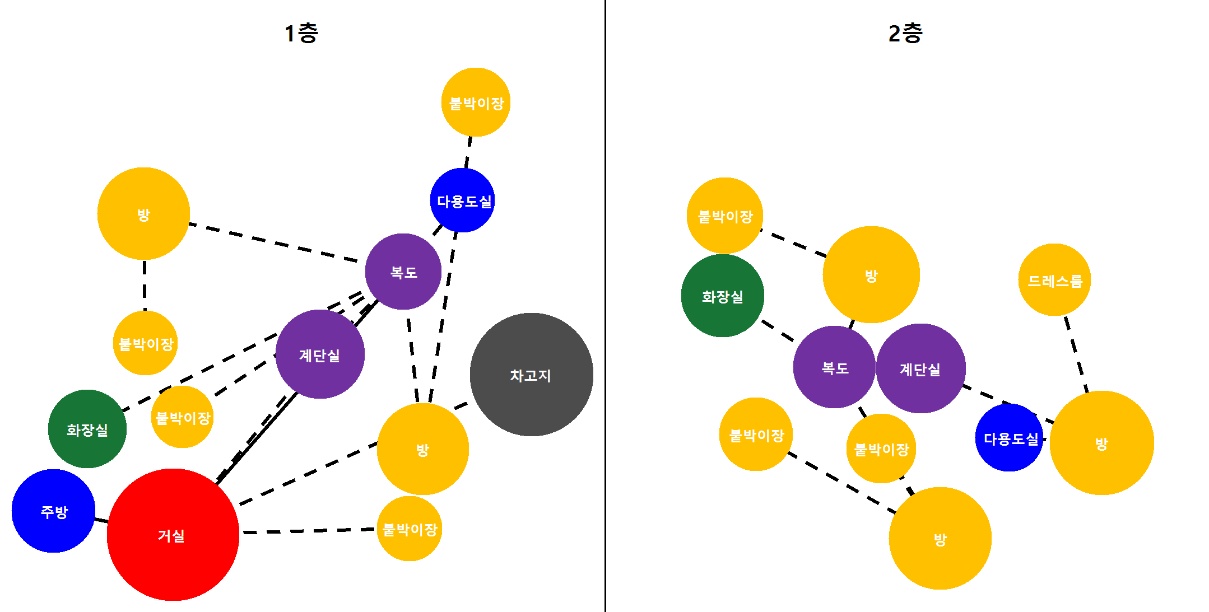 1층
붙박이장
다용도실
방
복도
붙박이장
계단실
차고지
붙박이장
화장실
방
주방
거실
붙박이장
2층
붙박이장
방
드레스룸
화장실
복도
계단실
붙박이장
붙박이장
다용도실
방
방